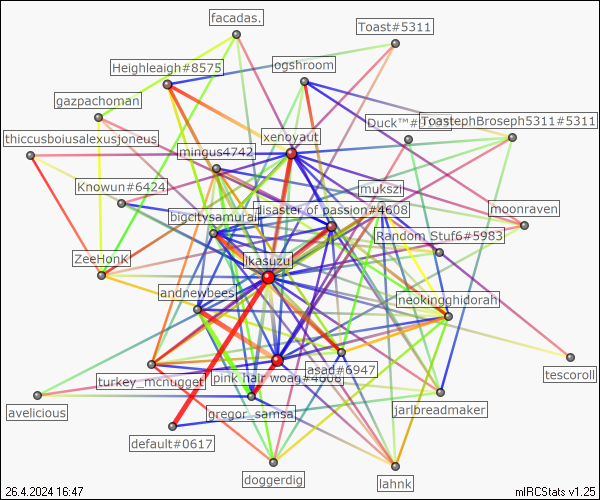 facadas.
Toast#5311
Heighleaigh#8575
ogshroom
gazpachoman
Duck™#
ToastephBroseph5311#5311
thiccusboiusalexusjoneus
xenoyaut
mingus4742
Knowun#6424
mukszi
bigcitysamurai
disaster of passion#4608
moonraven
Random Stuf6#5983
ZeeHonK
ikasuzu
andnewbees
neokingghidorah
tescoroll
asad#6947
turkey_mcnugget
pink hair woag#4608
avelicious
gregor_samsa
jarlbreadmaker
default#0617
doggerdig
lahnk
26.4.2024 16:47
mIRCStats v1.25